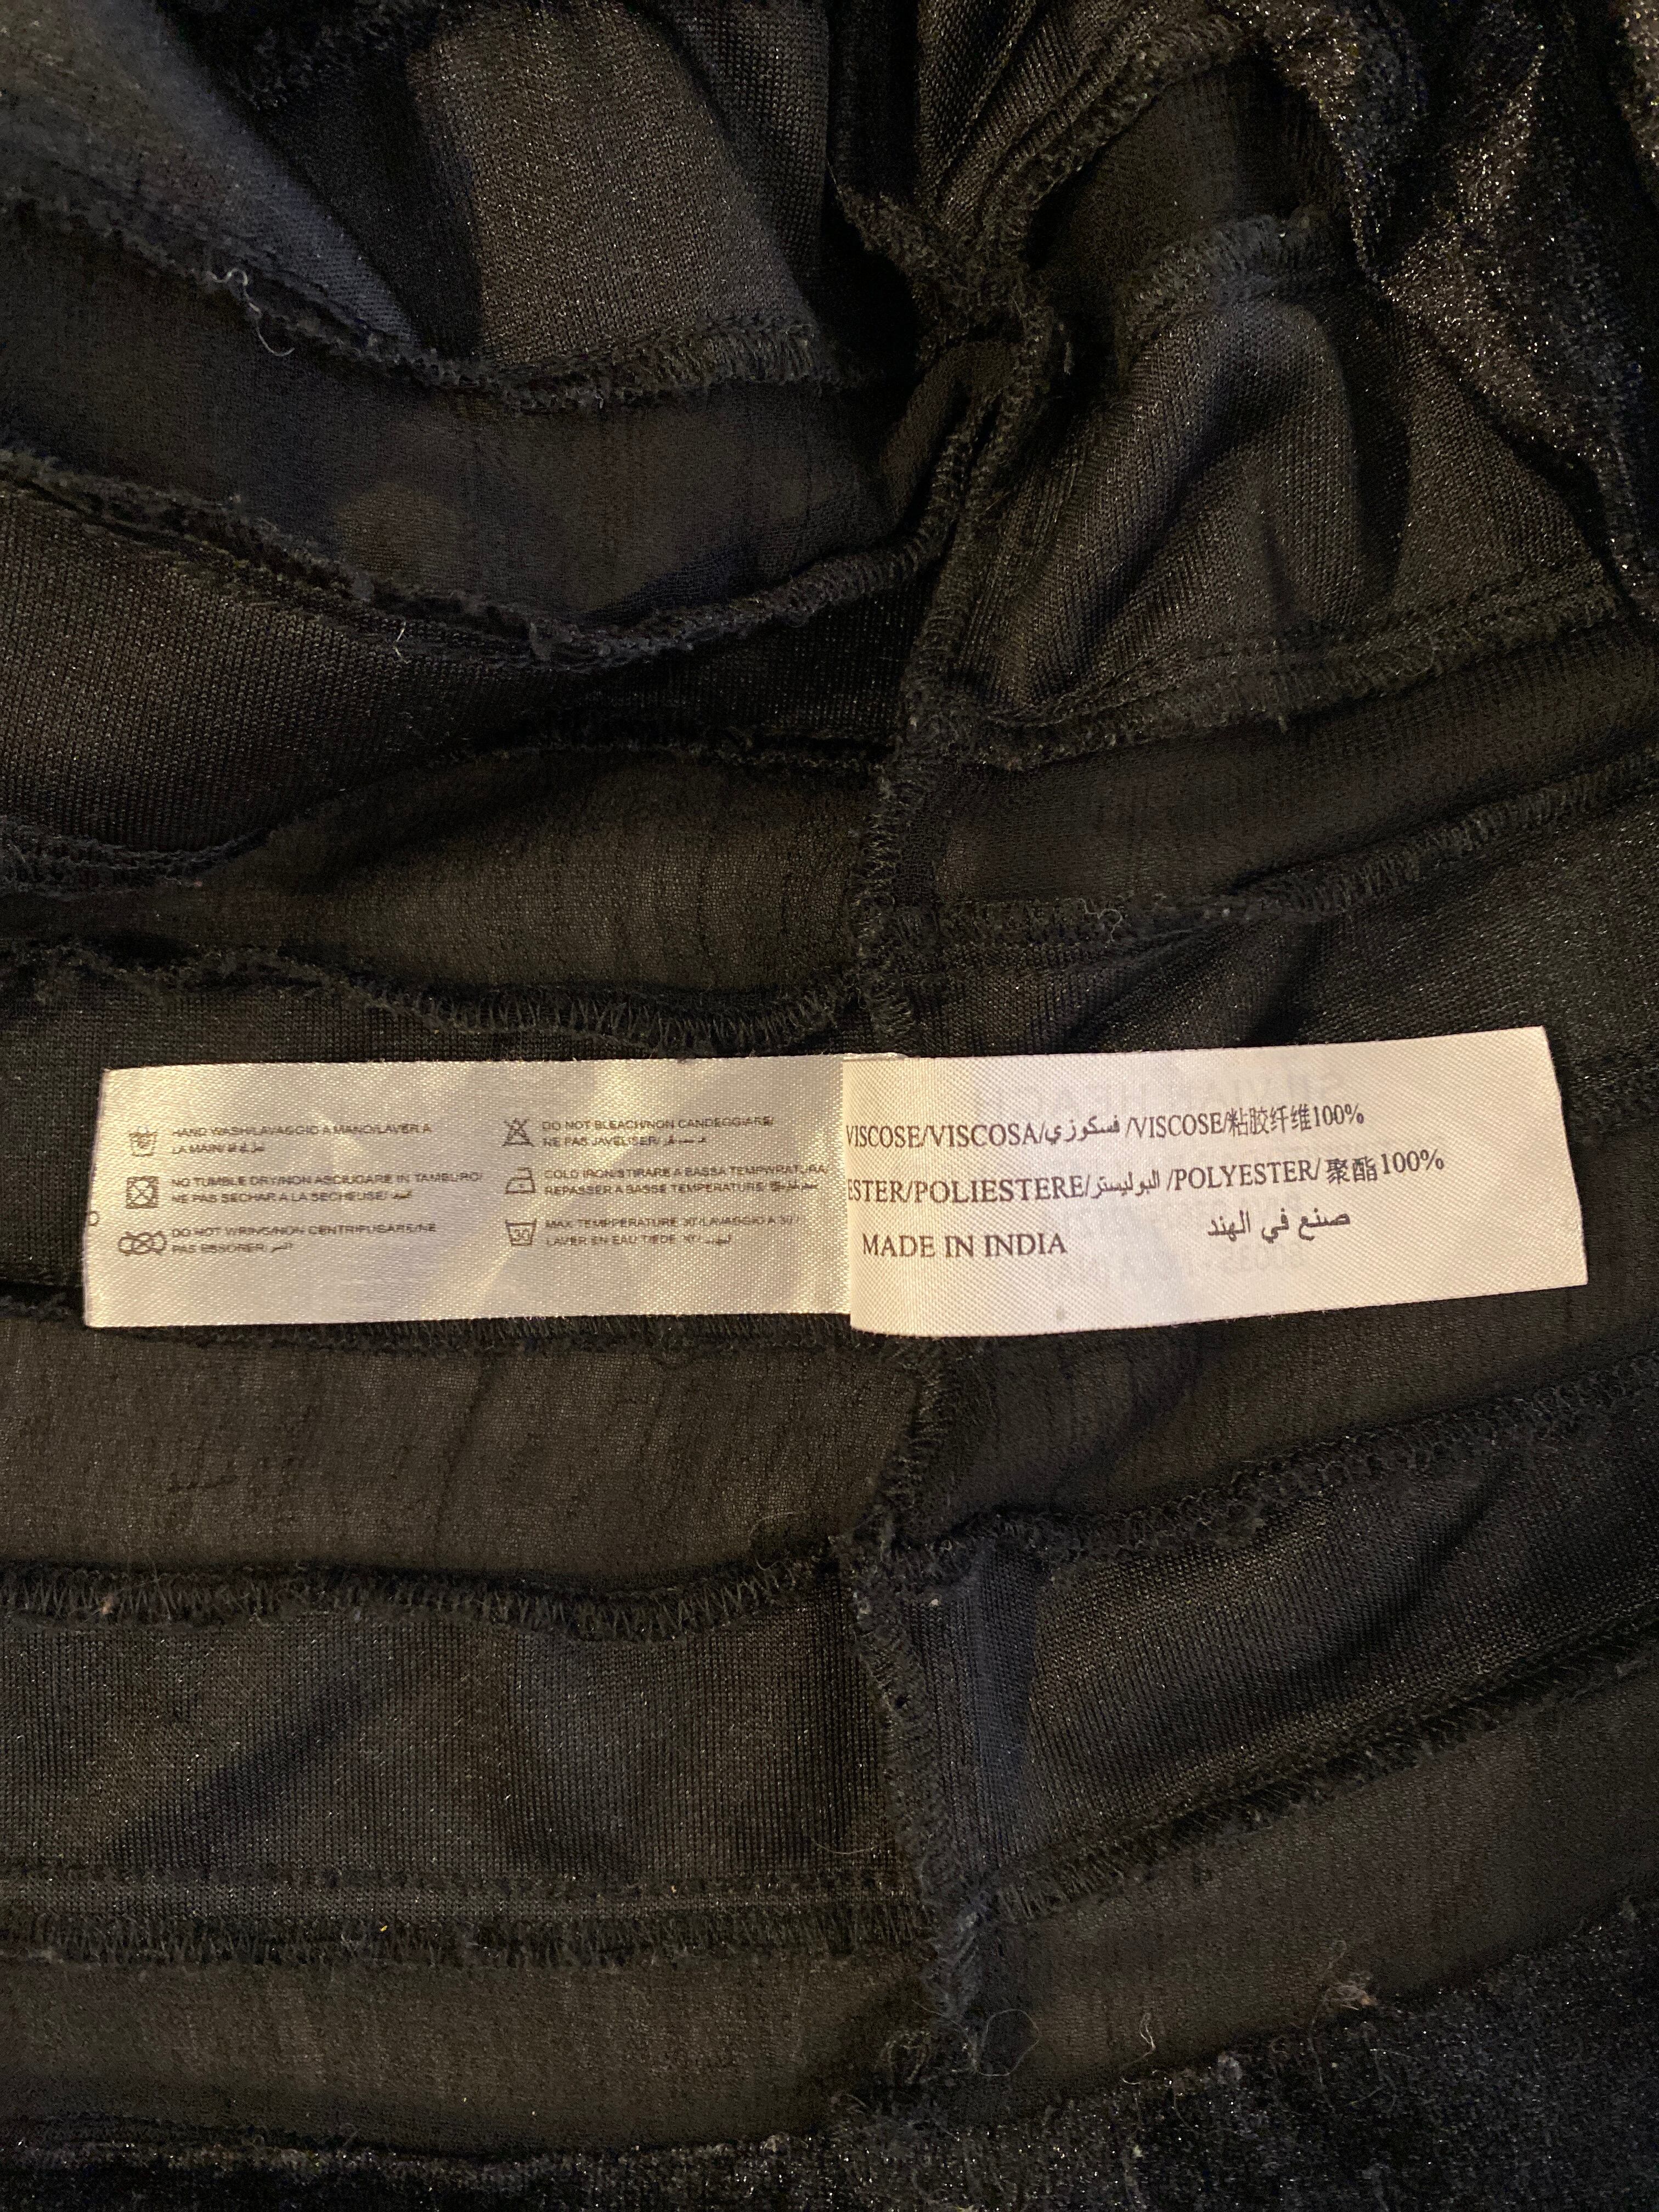 HAND WASH/LAVAGGIO A MANO/LAVER A
LA MAIN/
NO TUMBLE DRY/NON ASCIUGARE IN TAMBURO/
NE PAS SECHAR A LA SECHEUSE/
DO NOT WRING/NON CENTRIFUGARE/NE
PAS ESSORER/
DO NOT BLEACH/NON CANDEGGIARE/
NE PAS JAVELISER/
COLD IRON/STIRARE A BASSA TEMPWRATURA/
REPASSER A BASSE TEMPERATURE/
30
MAX TEMPPERATURE 30°/LAVAGGIO A 30°/
LAVER EN EAU TIEDE
VISCOSE/VISCOSA/فسكوزي/VISCOSE/粘胶纤维100%
ESTER/POLIESTERE/البوليستر/POLYESTER/聚酯100%
MADE IN INDIA صنع في الهند